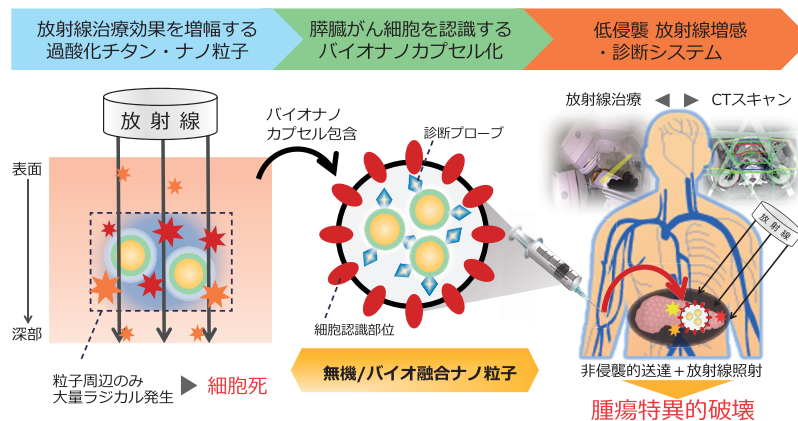 放射線治療効果を増幅する
過酸化チタン・ナノ粒子
膵臓がん細胞を認識する
バイオナノカプセル化
低侵襲 放射線増感
・診断システム
放射線
表面
深部
粒子周辺のみ
大量ラジカル発生
細胞死
バイオナノ
カプセル包含
診断プローブ
細胞認識部位
無機/バイオ融合ナノ粒子
放射線治療
CTスキャン
放射線
非侵襲的送達+放射線照射
腫瘍特異的破壊